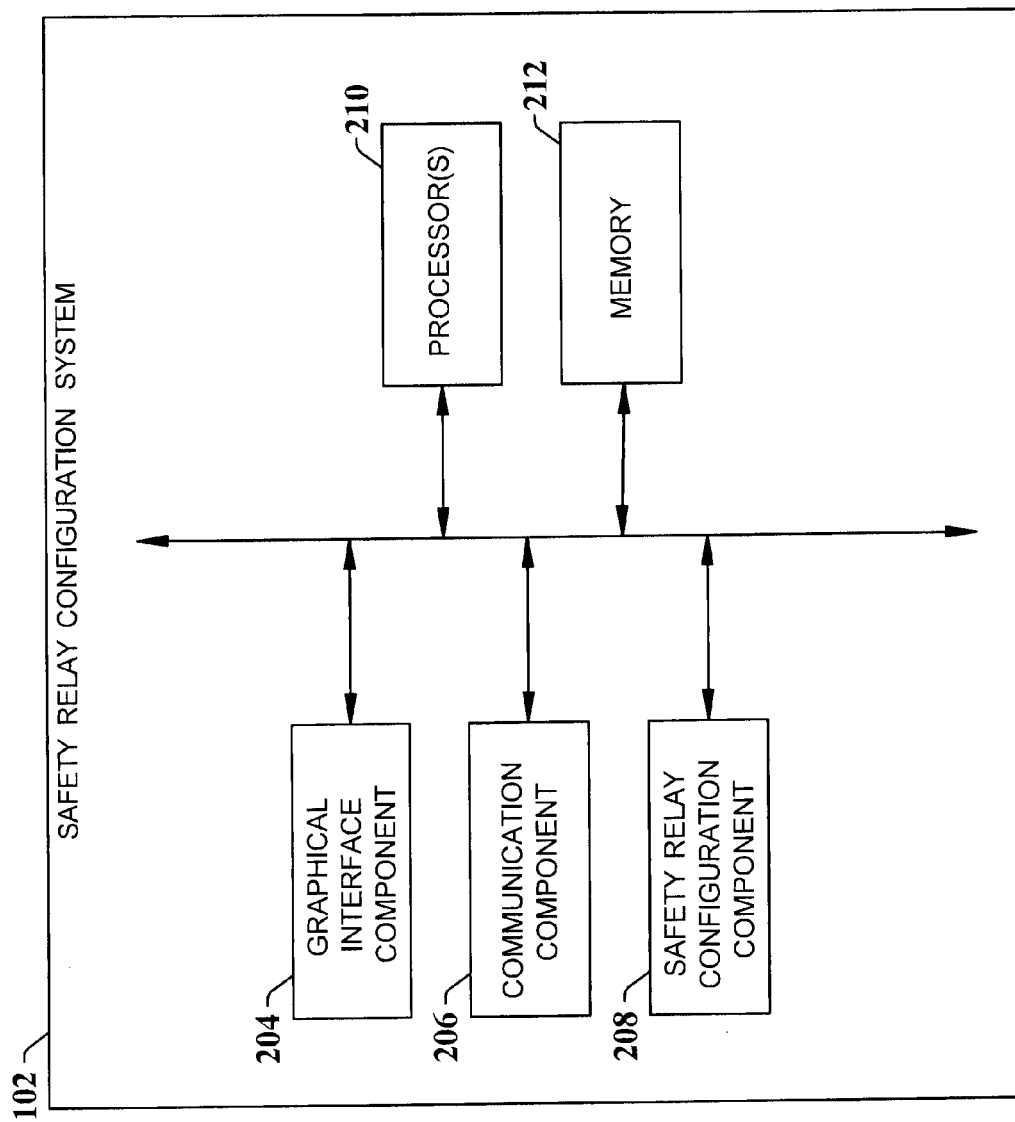 102
SAFETY RELAY CONFIGURATION SYSTEM
204
GRAPHICAL
INTERFACE
COMPONENT
206
COMMUNICATION
COMPONENT
208
SAFETY RELAY
CONFIGURATION
COMPONENT
210
PROCESSOR(S)
212
MEMORY